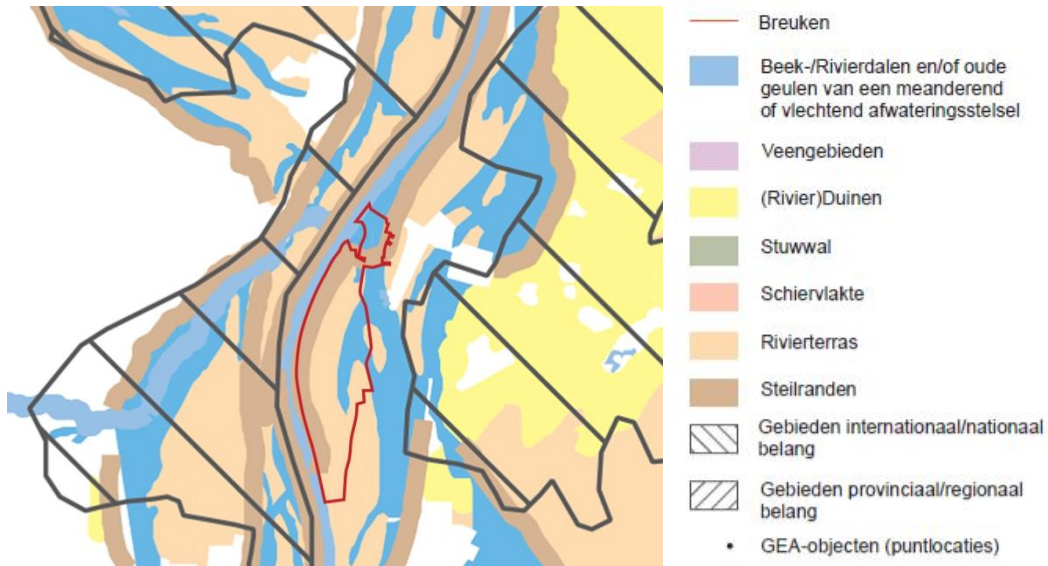 Breuken
Beek-/Rivierdalen en/of oude
geulen van een meanderend
of vlechtend afwateringsstelsel
Veengebieden
(Rivier)Duinen
Stuwwal
Schiervlakte
Rivierterras
Steilranden
Gebieden internationaal/nationaal
belang
Gebieden provinciaal/regionaal
belang
GEA-objecten (puntlocaties)